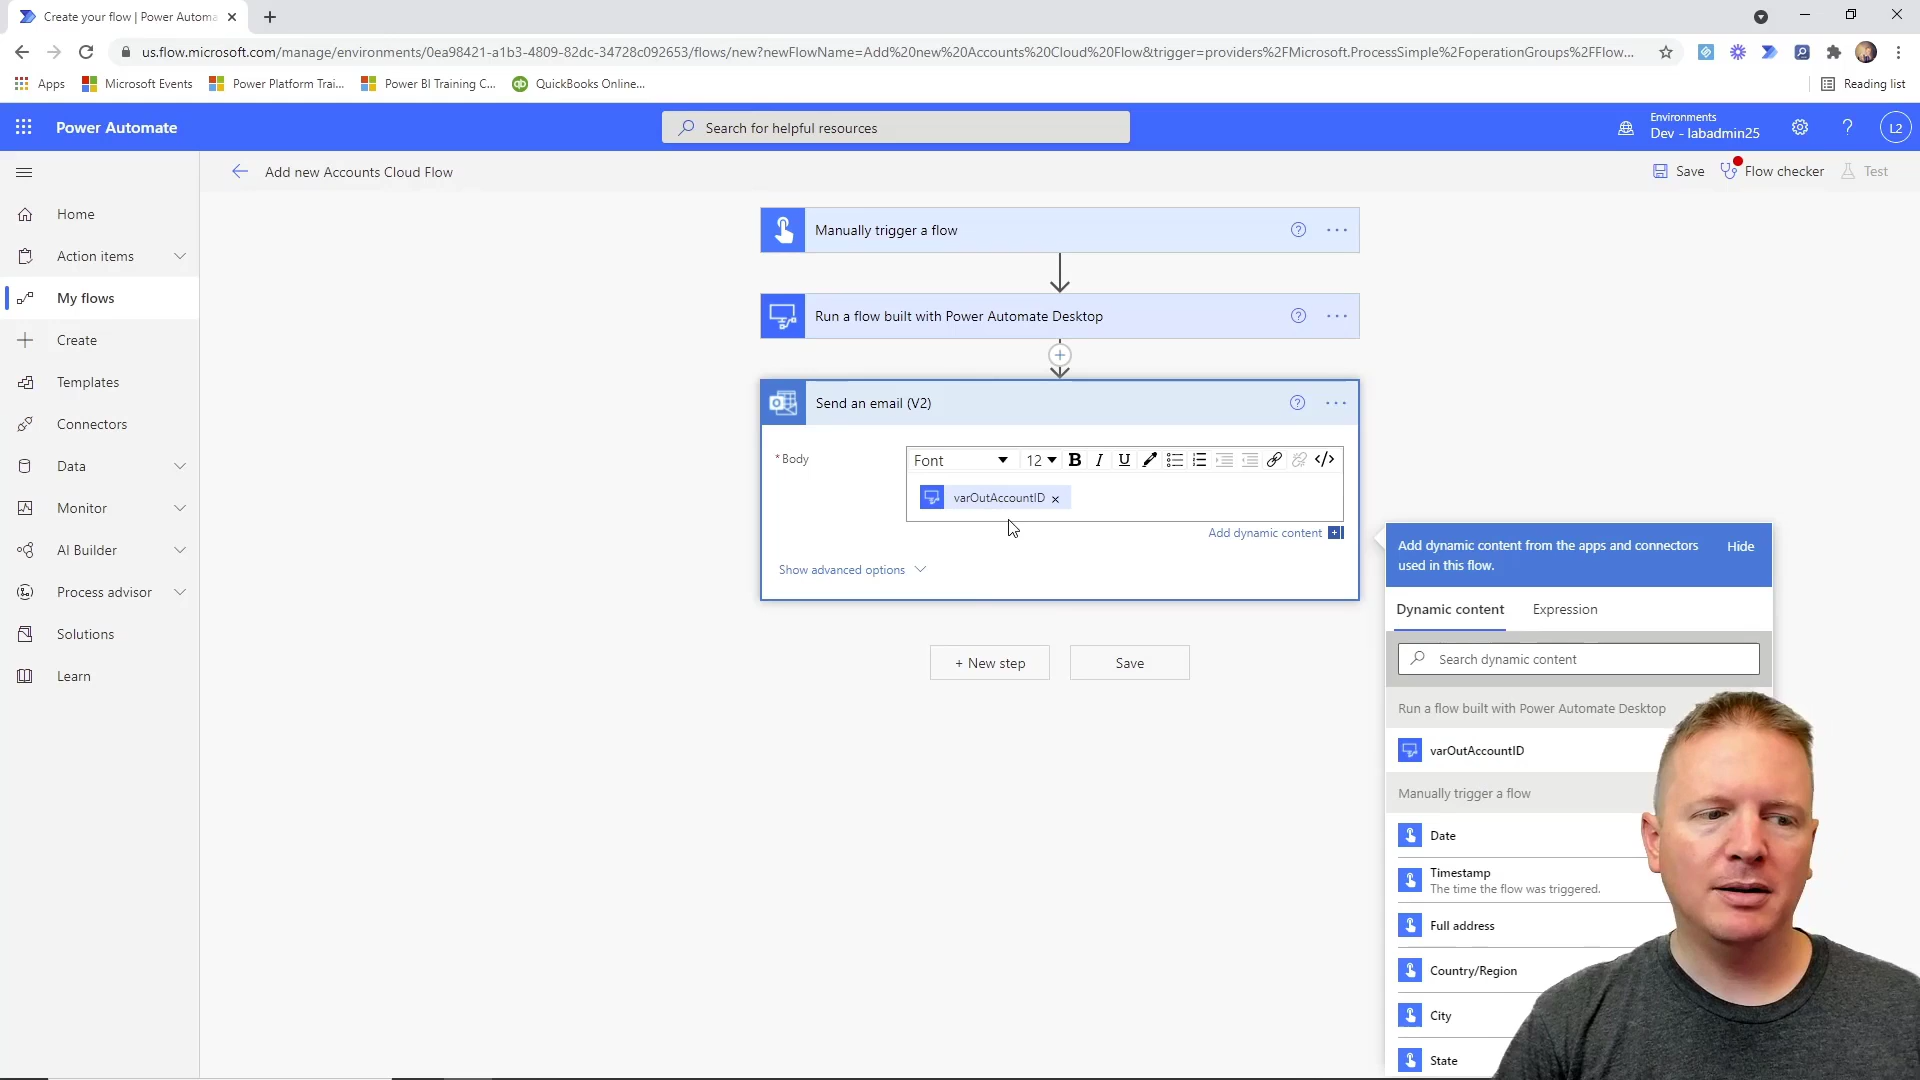 Create your flow | Power Automa
us.flow.microsoft.com/manage/environments/0ea98421-a1b3-4809-82dc-34728c092653/flows/new?newFlowName=Add%20new%20Accounts%20Cloud%20Flow&trigger=providers%2FMicrosoft.ProcessSimple%2FoperationGroups%2FFlow...
Apps
Microsoft Events
Power Platform Trai...
Power BI Training C...
QuickBooks Online...
Reading list
Power Automate
Search for helpful resources
Environments
Dev - labadmin25
L2
Add new Accounts Cloud Flow
Save
Flow checker
Test
Home
Action items
My flows
Create
Templates
Connectors
Data
Monitor
AI Builder
Process advisor
Solutions
Learn
Manually trigger a flow
Run a flow built with Power Automate Desktop
Send an email (V2)
* Body
Font
12
B I U
varOutAccountID
Add dynamic content
Show advanced options
+ New step
Save
Add dynamic content from the apps and connectors
used in this flow.
Hide
Dynamic content
Expression
Search dynamic content
Run a flow built with Power Automate Desktop
varOutAccountID
Manually trigger a flow
Date
Timestamp
The time the flow was triggered.
Full address
Country/Region
City
State